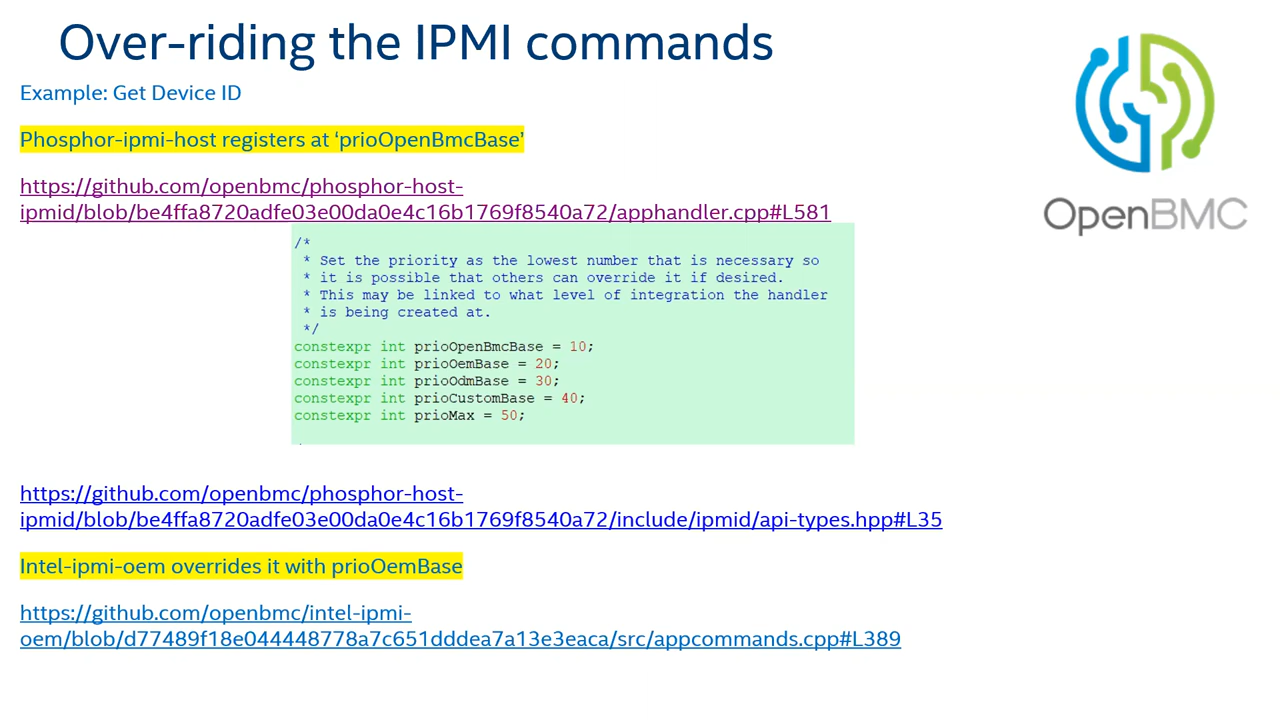 Over-riding the IPMI commands
Example: Get Device ID
Phosphor-ipmi-host registers at ‘prioOpenBmcBase’
https://github.com/openbmc/phosphor-host-
ipmid/blob/be4ffa8720adfe03e00da0e4c16b1769f8540a72/apphandler.cpp#L581
OpenBMC
/*
* Set the priority as the lowest number that is necessary so
* it is possible that others can override it if desired.
* This may be linked to what level of integration the handler
* is being created at.
*/
constexpr int prioOpenBmcBase = 10;
constexpr int prioOemBase = 20;
constexpr int prioOdmBase = 30;
constexpr int prioCustomBase = 40;
constexpr int prioMax = 50;
https://github.com/openbmc/phosphor-host-
ipmid/blob/be4ffa8720adfe03e00da0e4c16b1769f8540a72/include/ipmid/api-types.hpp#L35
Intel-ipmi-oem overrides it with prioOemBase
https://github.com/openbmc/intel-ipmi-
oem/blob/d77489f18e044448778a7c651dddea7a13e3eaca/src/appcommands.cpp#L389